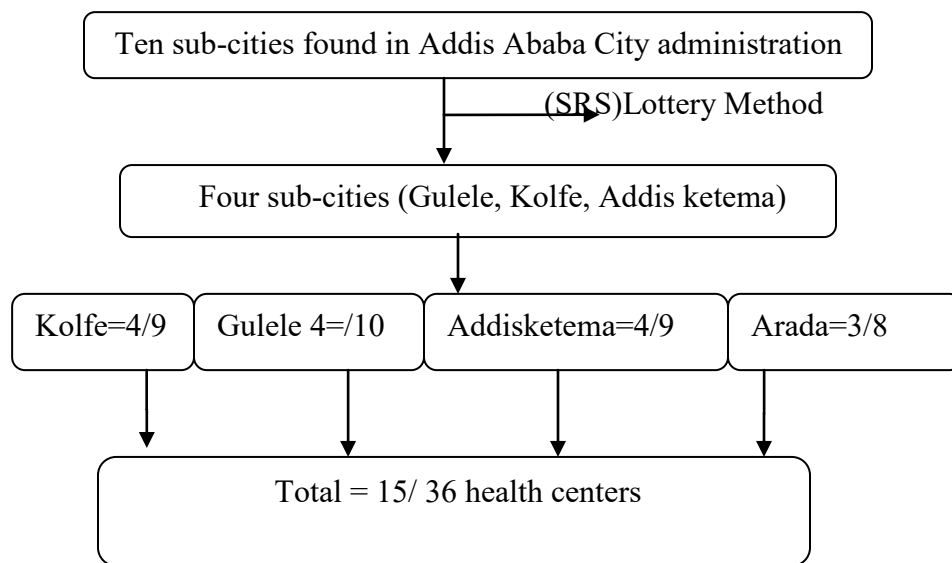 Ten sub-cities found in Addis Ababa City administration
(SRS)Lottery Method
Four sub-cities (Gulele, Kolfe, Addis ketema)
Kolfe=4/9
Gulele 4=/10
Addisketema=4/9
Arada=3/8
Total = 15/ 36 health centers